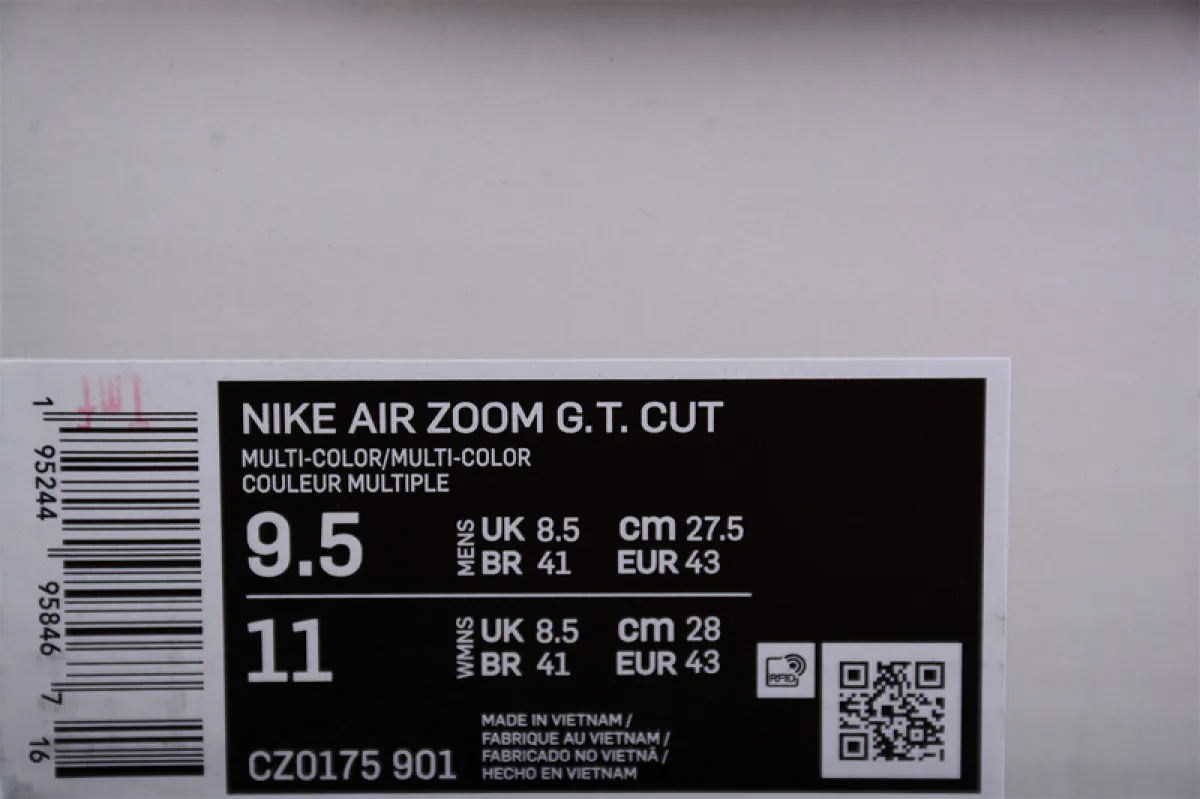 NIKE AIR ZOOM G.T. CUT
MULTI-COLOR/MULTI-COLOR
COULEUR MULTIPLE
9.5
MENS
UK 8.5 cm 27.5
BR 41 EUR 43
11
WMNS
UK 8.5 cm 28
BR 41 EUR 43
RFID
CZ0175 901
MADE IN VIETNAM /
FABRIQUE AU VIETNAM /
FABRICADO NO VIETNÃ /
HECHO EN VIETNAM
1 95244 95846 7 16